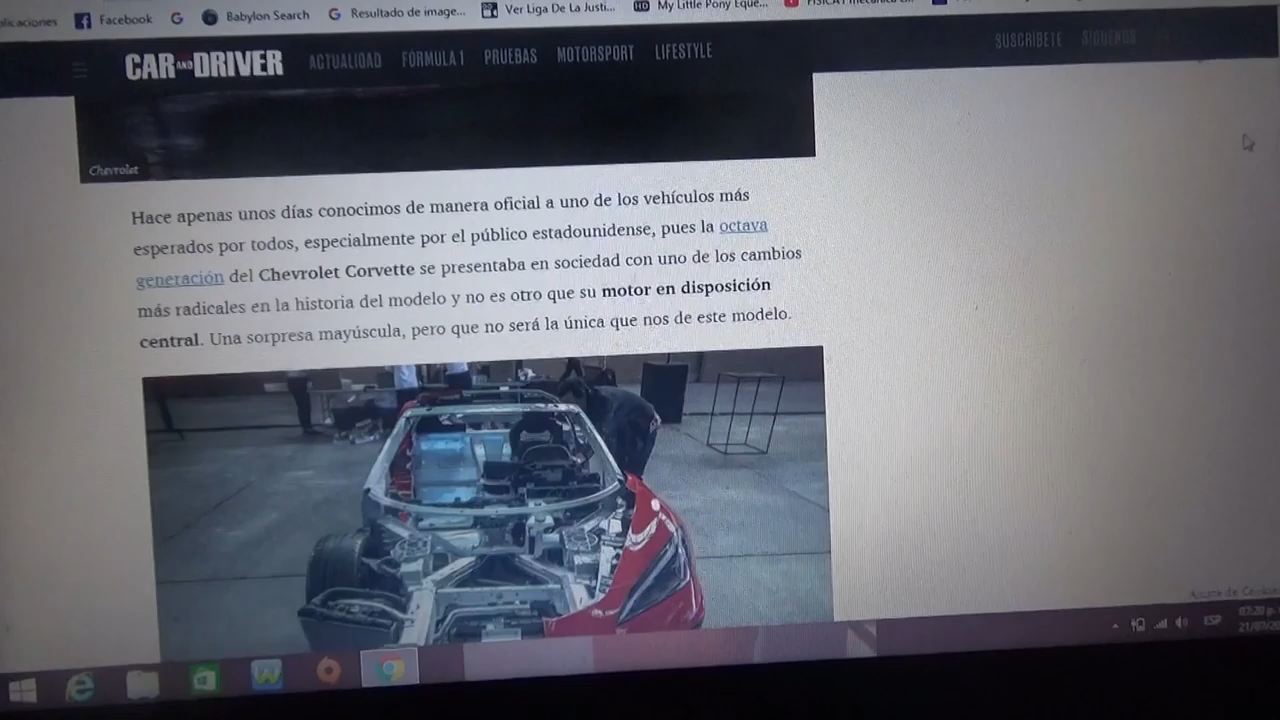 Facebook
Babylon Search
Resultado de image...
Ver Liga De La Justi...
My Little Pony Eque...
CAR AND DRIVER
ACTUALIDAD
FÓRMULA 1
PRUEBAS
MOTORSPORT
LIFESTYLE
SUSCRÍBETE
SÍGUENOS
Chevrolet
Hace apenas unos días conocimos de manera oficial a uno de los vehículos más
esperados por todos, especialmente por el público estadounidense, pues la octava
generación del Chevrolet Corvette se presentaba en sociedad con uno de los cambios
más radicales en la historia del modelo y no es otro que su motor en disposición
central. Una sorpresa mayúscula, pero que no será la única que nos de este modelo.
ESP